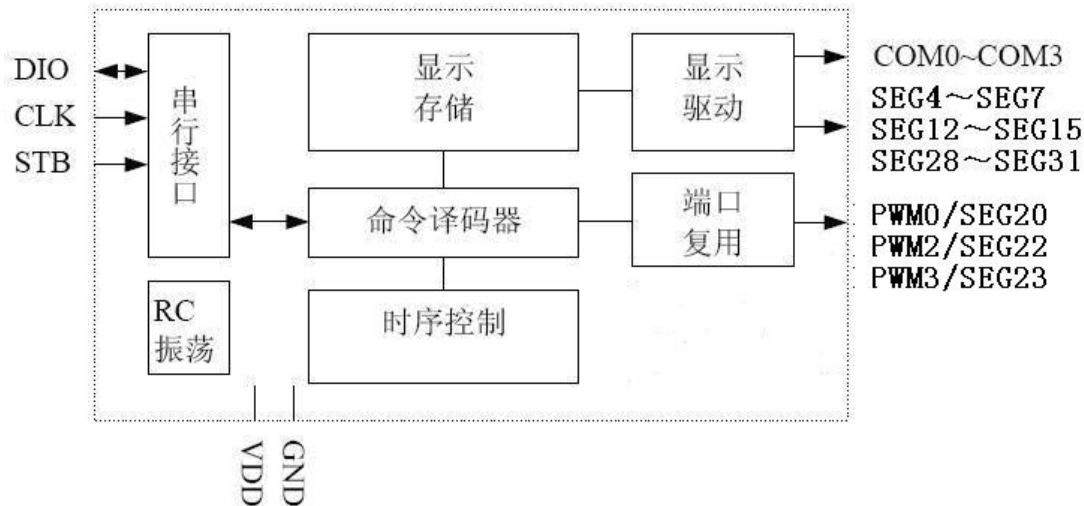 DIO
CLK
STB
串
行
接
口
显示
存储
显示
驱动
COM0~COM3
SEG4～SEG7
SEG12～SEG15
SEG28～SEG31
命令译码器
端口
复用
PWM0/SEG20
PWM2/SEG22
PWM3/SEG23
RC
振荡
时序控制
VDD
GND